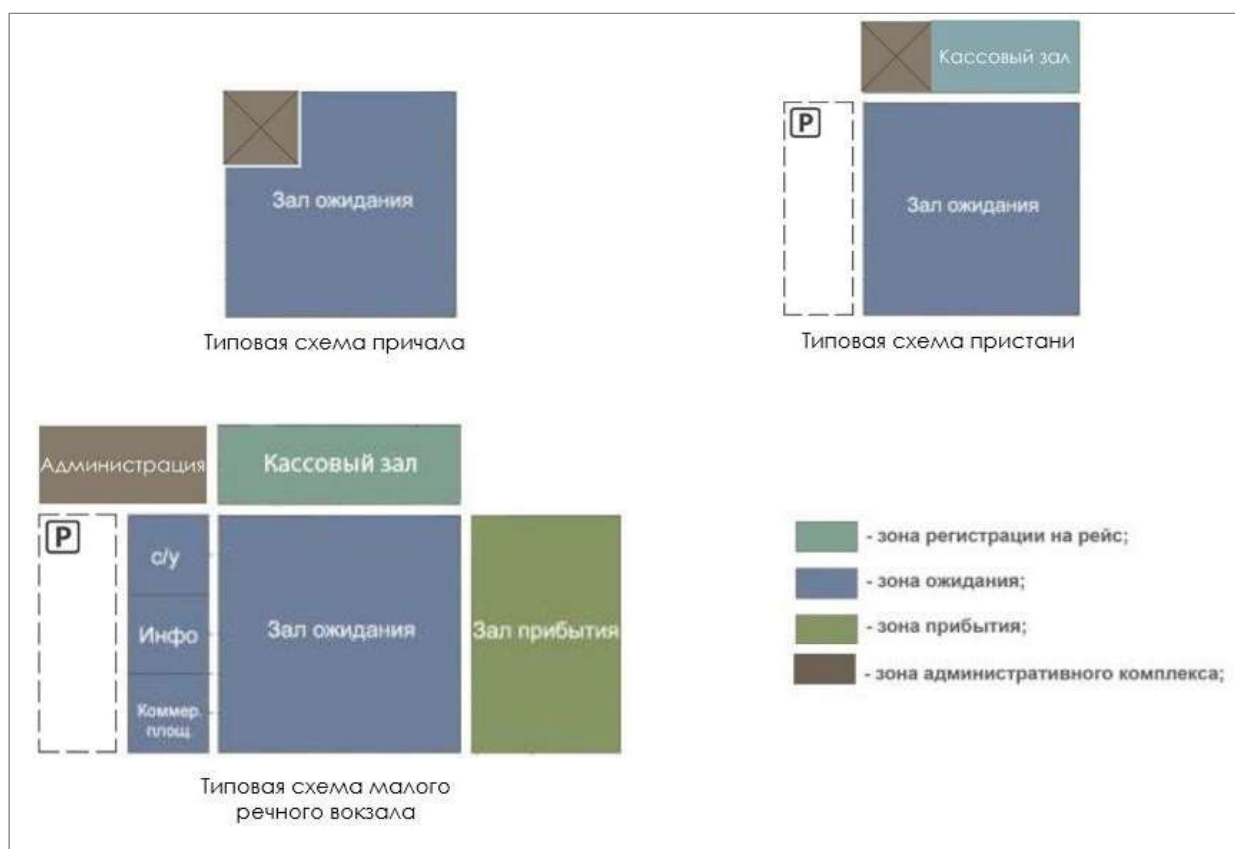 Кассовый зал
P
Зал ожидания
Зал ожидания
Типовая схема причала
Типовая схема пристани
Администрация
Кассовый зал
P
с/у
Инфо
Зал ожидания
Зал прибытия
Коммер.
площ.
Типовая схема малого
речного вокзала
- зона регистрации на рейс;
- зона ожидания;
- зона прибытия;
- зона административного комплекса;